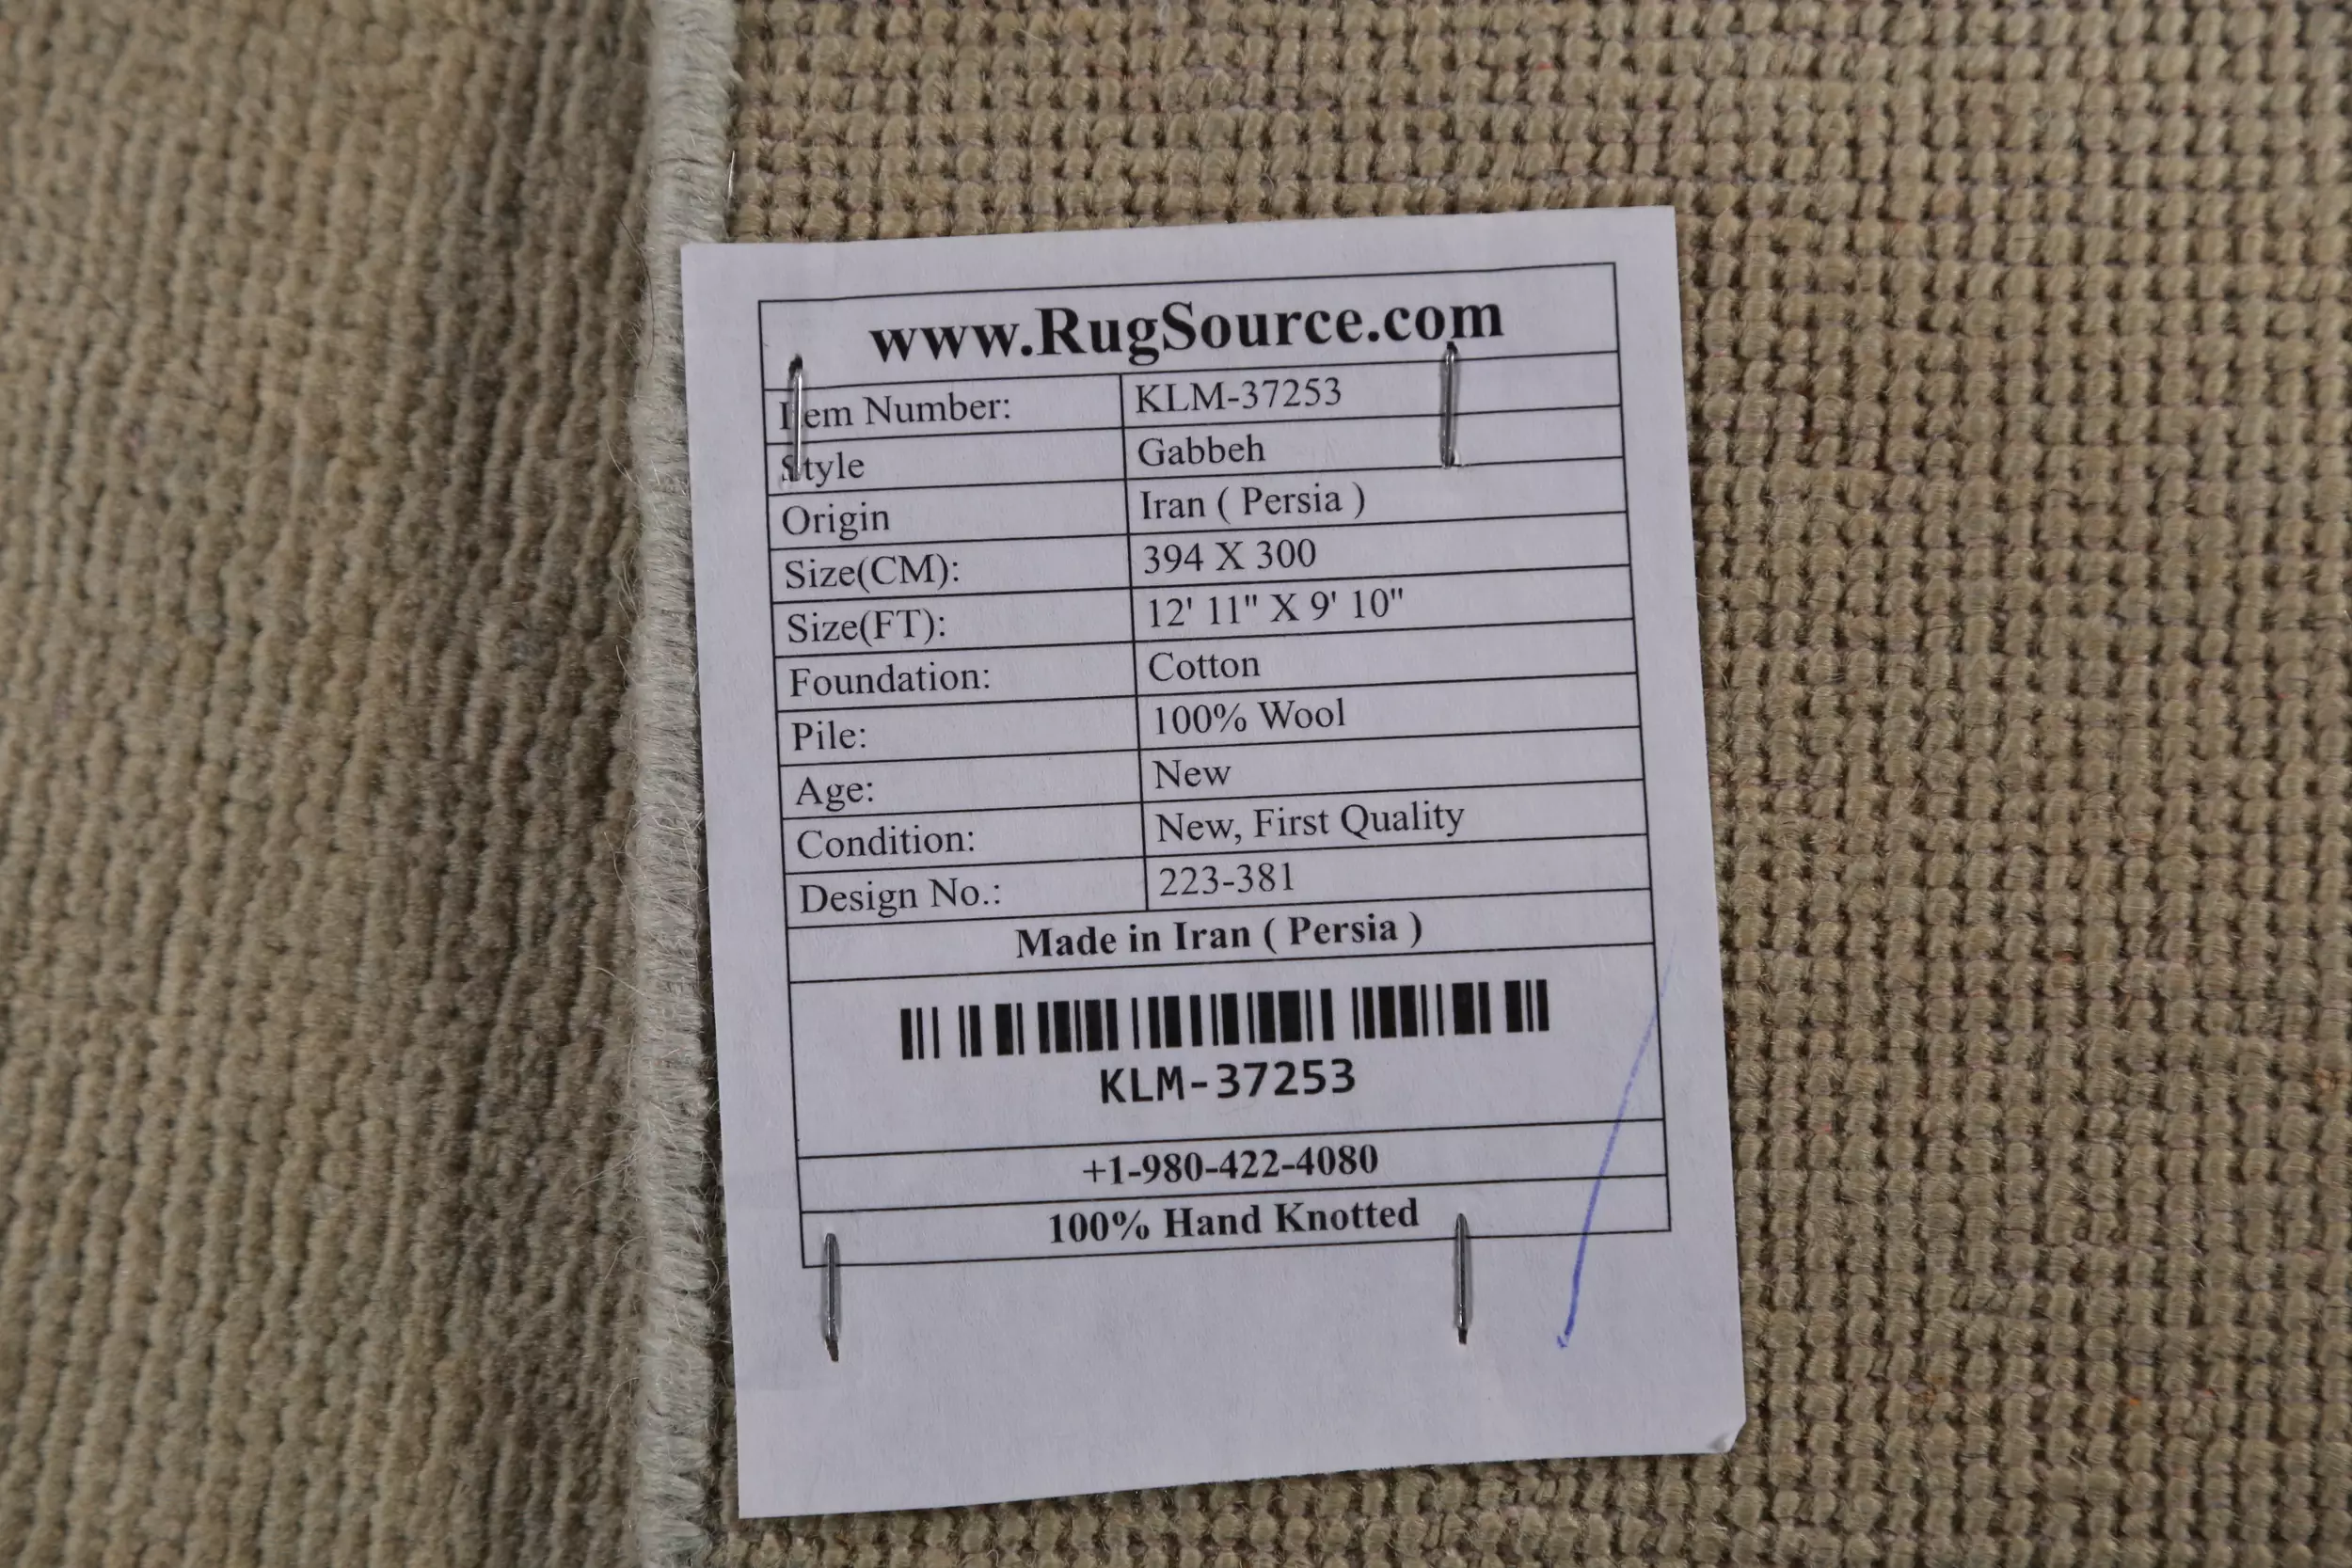 www.RugSource.com
Item Number: KLM-37253
Style Gabbeh
Origin Iran ( Persia )
Size(CM): 394 X 300
Size(FT): 12' 11" X 9' 10"
Foundation: Cotton
Pile: 100% Wool
Age: New
Condition: New, First Quality
Design No.: 223-381
Made in Iran ( Persia )
KLM-37253
+1-980-422-4080
100% Hand Knotted